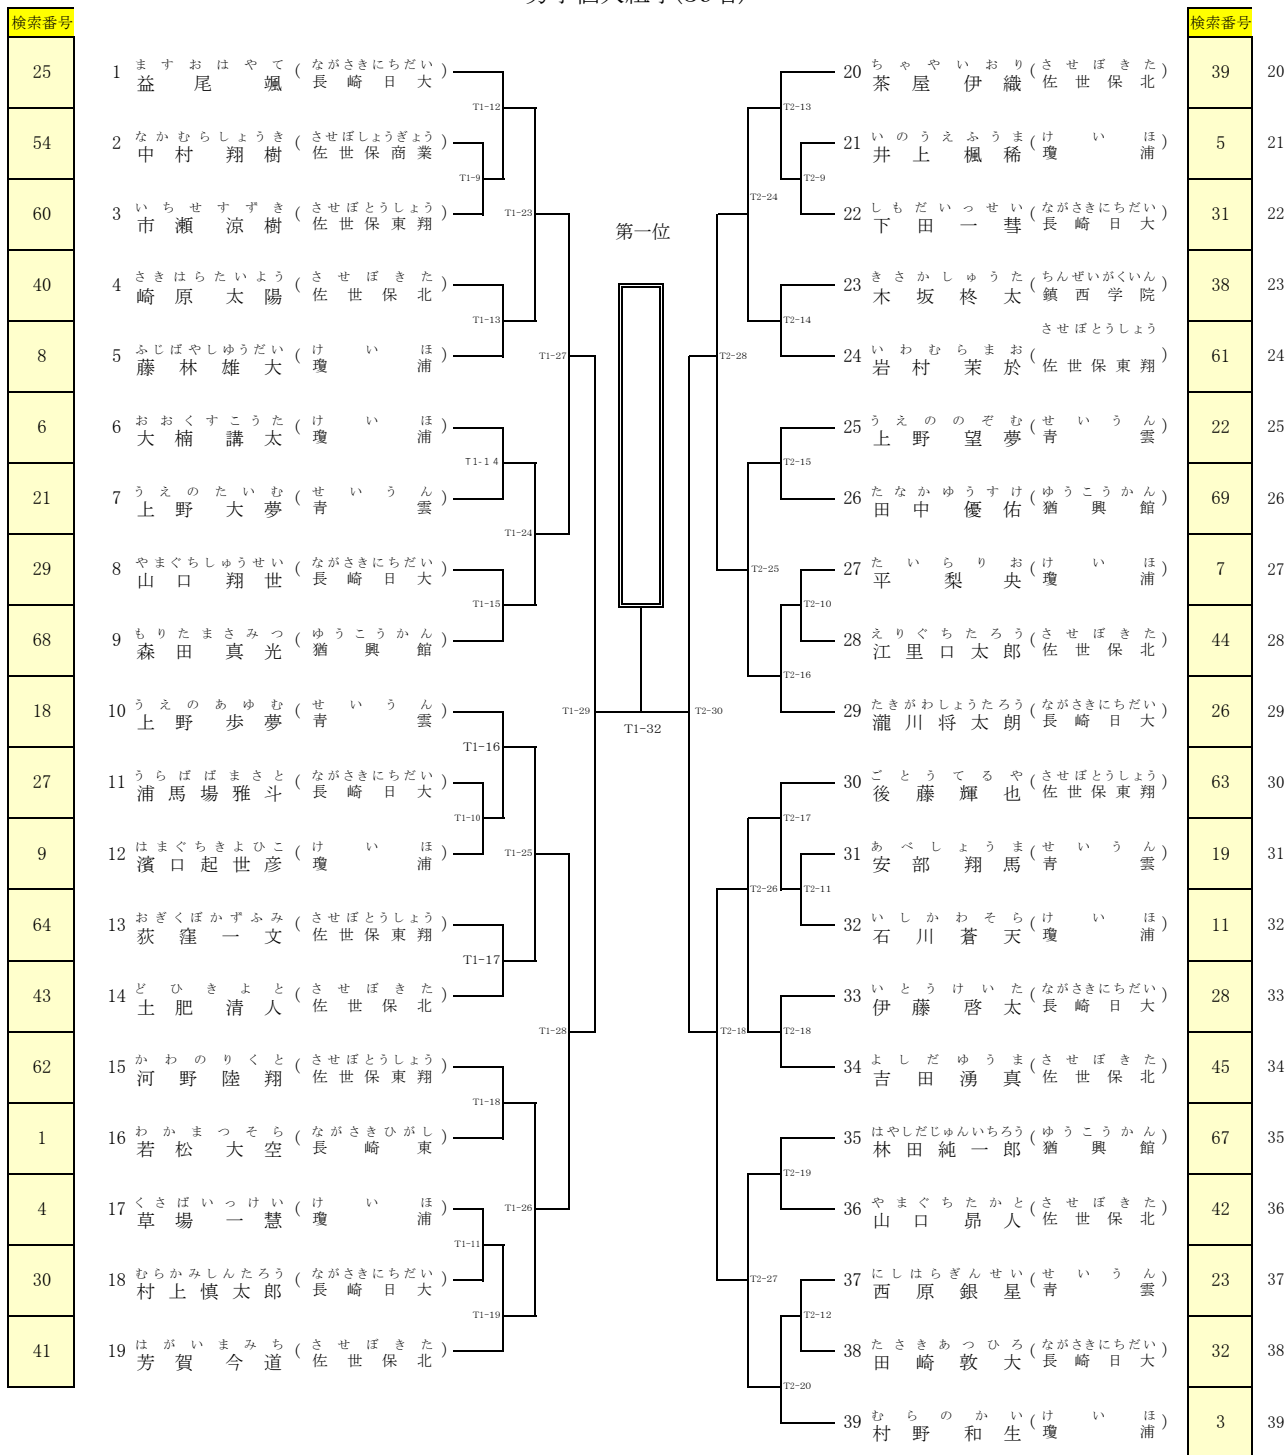 検索番号
25 1 ますおはやて 益尾 颯 (ながさきにちだい 長崎日大)
T1-12
54 2 なかむらしょうき 中村翔樹 (させぼしょうぎょう 佐世保商業)
T1-9
60 3 いちせすずき 市瀬涼樹 (させぼとうしょう 佐世保東翔)
T1-23
40 4 さきはらたいよう 崎原太陽 (させぼきた 佐世保北)
T1-13
8 5 ふじばやしゆうだい 藤林雄大 (けいほ 瓊浦)
T1-27
6 6 おおくすこうた 大楠講太 (けいほ 瓊浦)
T1-14
21 7 うえのたいむ 上野大夢 (せいうん 青雲)
T1-24
29 8 やまぐちしゅうせい 山口翔世 (ながさきにちだい 長崎日大)
T1-15
68 9 もりたまさみつ 森田真光 (ゆうこうかん 猶興館)
T1-29
18 10 うえのあゆむ 上野歩夢 (せいうん 青雲)
T1-16
27 11 うらばばまさと 浦馬場雅斗 (ながさきにちだい 長崎日大)
T1-10
9 12 はまぐちきよひこ 濱口起世彦 (けいほ 瓊浦)
T1-25
64 13 おぎくぼかずふみ 荻窪一文 (させぼとうしょう 佐世保東翔)
T1-17
43 14 どひきよと 土肥清人 (させぼきた 佐世保北)
T1-28
62 15 かわのりくと 河野陸翔 (させぼとうしょう 佐世保東翔)
T1-18
1 16 わかまつそら 若松大空 (ながさきひがし 長崎東)
4 17 くさばいっけい 草場一慧 (けいほ 瓊浦)
T1-26
T1-11
30 18 むらかみしんたろう 村上慎太郎 (ながさきにちだい 長崎日大)
T1-19
41 19 はがいまみち 芳賀今道 (させぼきた 佐世保北)
第一位
T1-32
検索番号
20 ちゃやいおり 茶屋伊織 (させぼきた 佐世保北) 39 20
T2-13
21 いのうえふうま 井上楓稀 (けいほ 瓊浦) 5 21
T2-9
T2-24
22 しもだいっせい 下田一彗 (ながさきにちだい 長崎日大) 31 22
23 きさかしゅうた 木坂柊太 (ちんぜいがくいん 鎮西学院) 38 23
T2-14
24 いわむらまお 岩村茉於 (させぼとうしょう 佐世保東翔) 61 24
T2-28
25 うえののぞむ 上野望夢 (せいうん 青雲) 22 25
T2-15
26 たなかゆうすけ 田中優佑 (ゆうこうかん 猶興館) 69 26
T2-25
27 たいらりお 平梨央 (けいほ 瓊浦) 7 27
T2-10
28 えりぐちたろう 江里口太郎 (させぼきた 佐世保北) 44 28
T2-16
29 たきがわしょうたろう 瀧川将太朗 (ながさきにちだい 長崎日大) 26 29
T2-30
30 ごとうてるや 後藤輝也 (させぼとうしょう 佐世保東翔) 63 30
T2-17
31 あべしょうま 安部翔馬 (せいうん 青雲) 19 31
T2-26
T2-11
32 いしかわそら 石川蒼天 (けいほ 瓊浦) 11 32
33 いとうけいた 伊藤啓太 (ながさきにちだい 長崎日大) 28 33
T2-18
T2-18
34 よしだゆうま 吉田湧真 (させぼきた 佐世保北) 45 34
35 はやしだじゅんいちろう 林田純一郎 (ゆうこうかん 猶興館) 67 35
T2-19
36 やまぐちたかと 山口昴人 (させぼきた 佐世保北) 42 36
T2-27
37 にしはらぎんせい 西原銀星 (せいうん 青雲) 23 37
T2-12
38 たさきあつひろ 田崎敦大 (ながさきにちだい 長崎日大) 32 38
T2-20
39 むらのかい 村野和生 (けいほ 瓊浦) 3 39